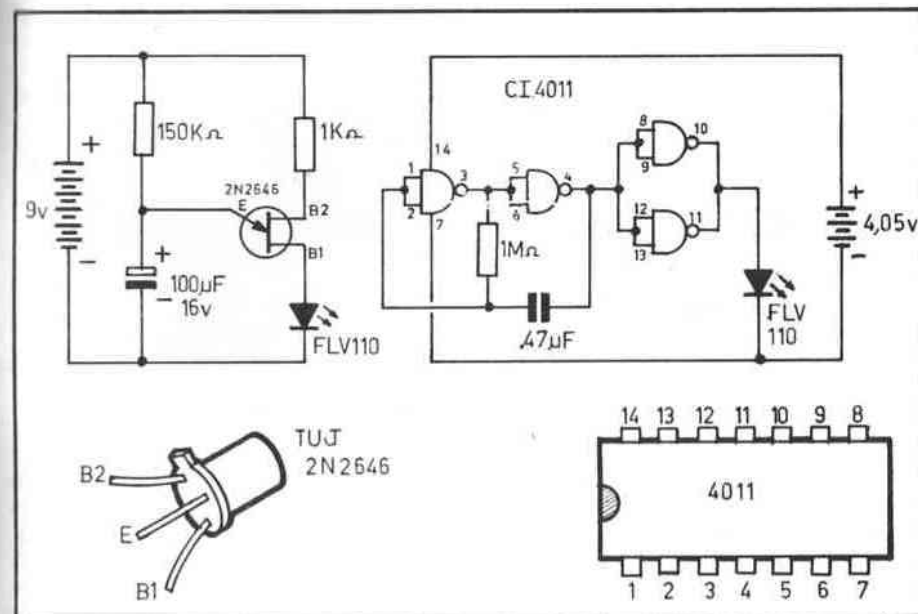 9v
+
-
150KΩ
1KΩ
2N2646
E
B2
B1
+
-
100µF
16v
FLV110
CI.4011
14
1
2
3
7
5
6
4
1MΩ
.47µF
8
9
10
12
13
11
FLV
110
+
4,05v
-
TUJ
2N2646
B2
E
B1
14 13 12 11 10 9 8
4011
1 2 3 4 5 6 7